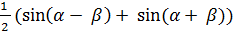 ½ (sin(α − β) + sin(α + β))